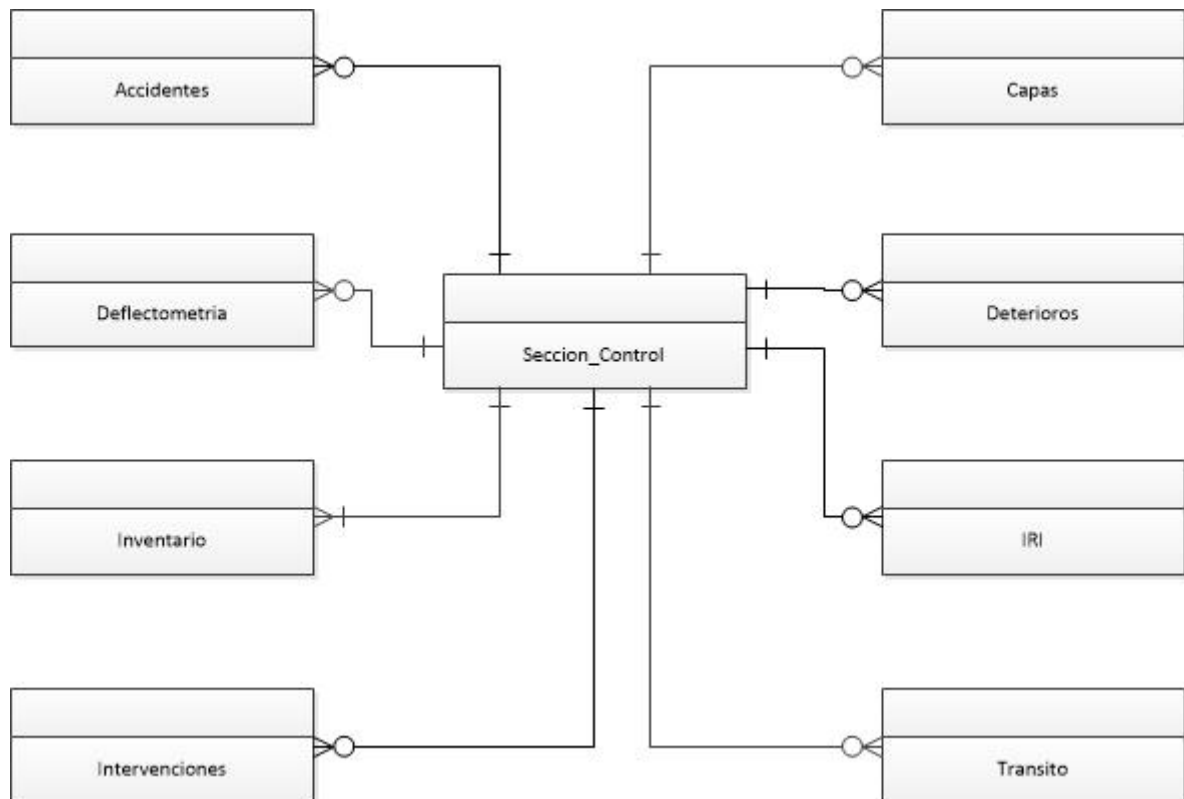 Accidentes
Capas
Deflectometria
Deterioros
Seccion_Control
Inventario
IRI
Intervenciones
Transito